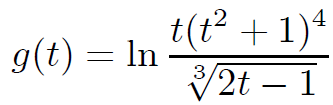 g(t) = ln t(t² + 1)⁴ / ∛(2t − 1)